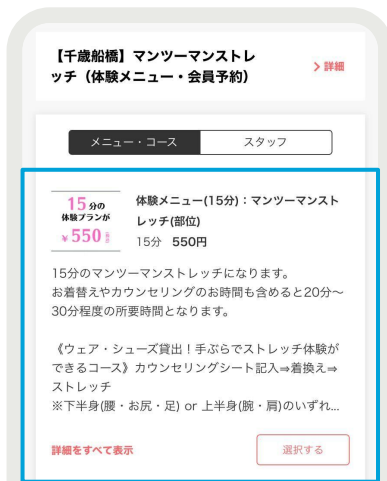 【千歳船橋】マンツーマンストレ
ッチ（体験メニュー・会員予約）
> 詳細
メニュー・コース
スタッフ
15分の
体験プランが
¥550
体験メニュー(15分)：マンツーマンスト
レッチ(部位)
15分 550円
15分のマンツーマンストレッチになります。
お着替えやカウンセリングのお時間も含めると20分〜
30分程度の所要時間となります。
《ウェア・シューズ貸出！手ぶらでストレッチ体験が
できるコース》カウンセリングシート記入⇒着換え⇒
ストレッチ
※下半身(腰・お尻・足) or 上半身(腕・肩)のいずれ...
詳細をすべて表示
選択する